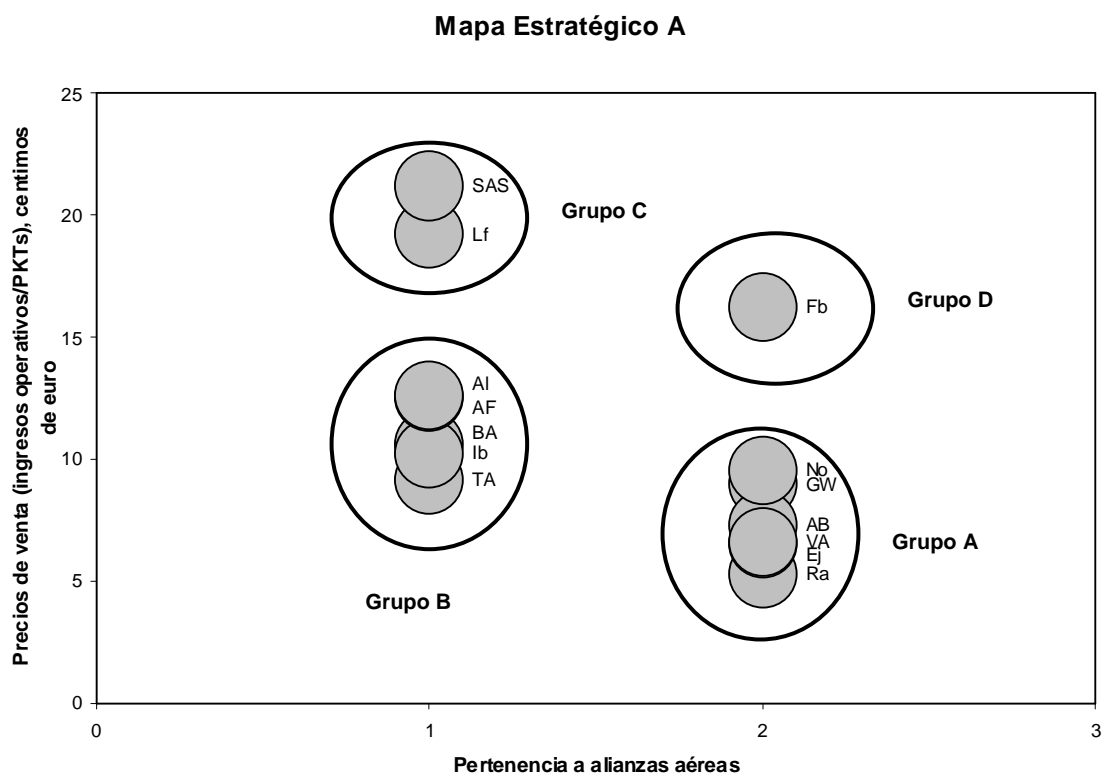 Mapa Estratégico A
Precios de venta (ingresos operativos/PKTs), centimos
de euro
25
20
15
10
5
0
0
1
2
3
SAS
Lf
Grupo C
Fb
Grupo D
Al
AF
BA
Ib
TA
Grupo B
No
GW
AB
VA
Ej
Ra
Grupo A
Pertenencia a alianzas aéreas